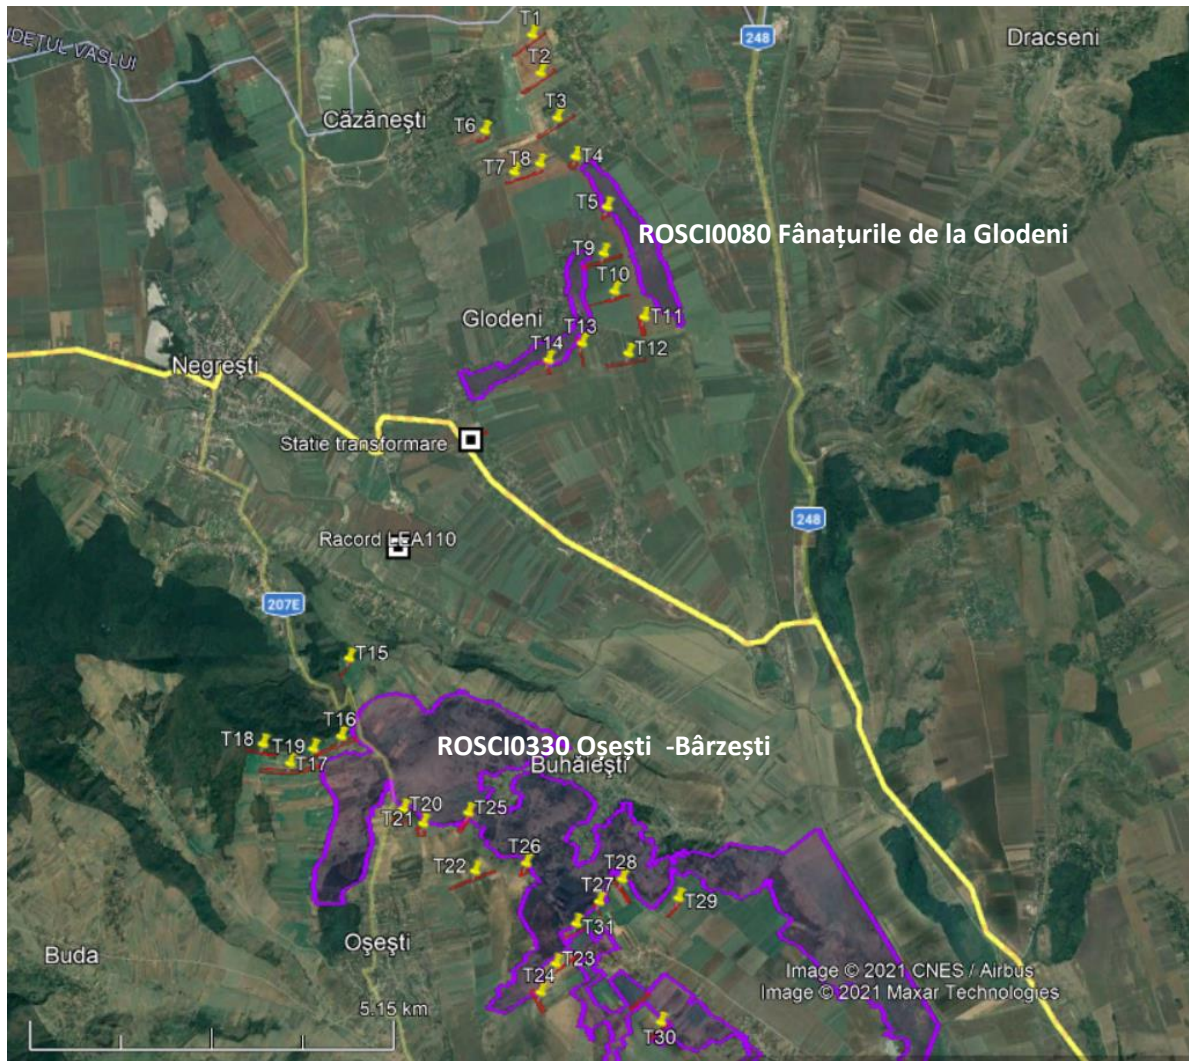 T1
248
Dracseni
JUDEȚUL VASLUI
T2
Căzănești
T3
T6
T4
T7
T8
T5
ROSCI0080 Fânațurile de la Glodeni
T9
T10
Glodeni
T13
T11
T14
T12
Negrești
Statie transformare
248
Racord LEA110
207E
T15
T16
T18
T19
T17
ROSCI0330 Oșești -Bârzești
Buhăiești
T20
T25
T21
T26
T22
T28
T27
T29
T31
Oșești
Buda
T23
T24
Image © 2021 CNES / Airbus
Image © 2021 Maxar Technologies
5.15 km
T30